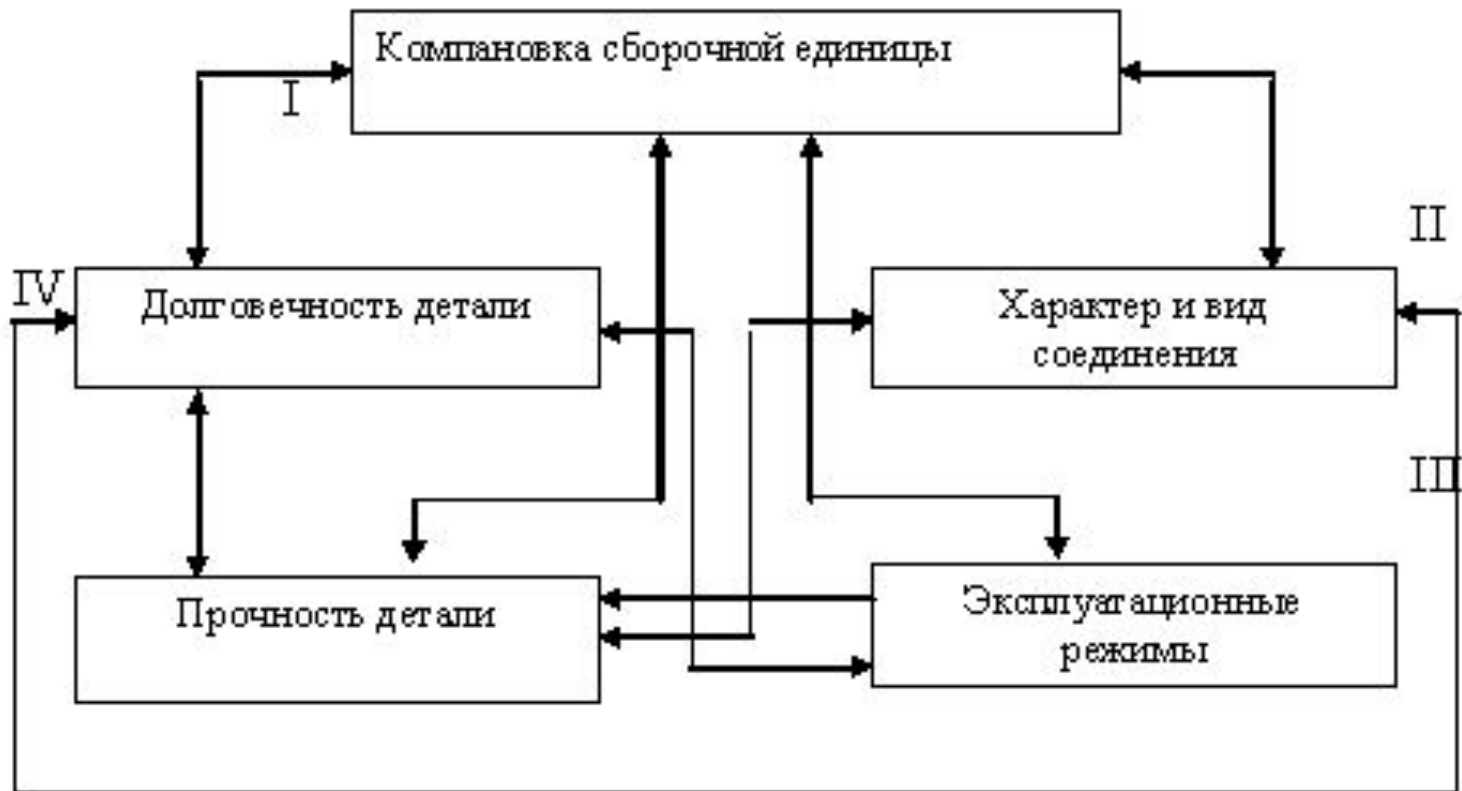 Компановка сборочной единицы
I
II
IV
Долговечность детали
Характер и вид
соединения
III
Прочность детали
Эксплуатационные
режимы